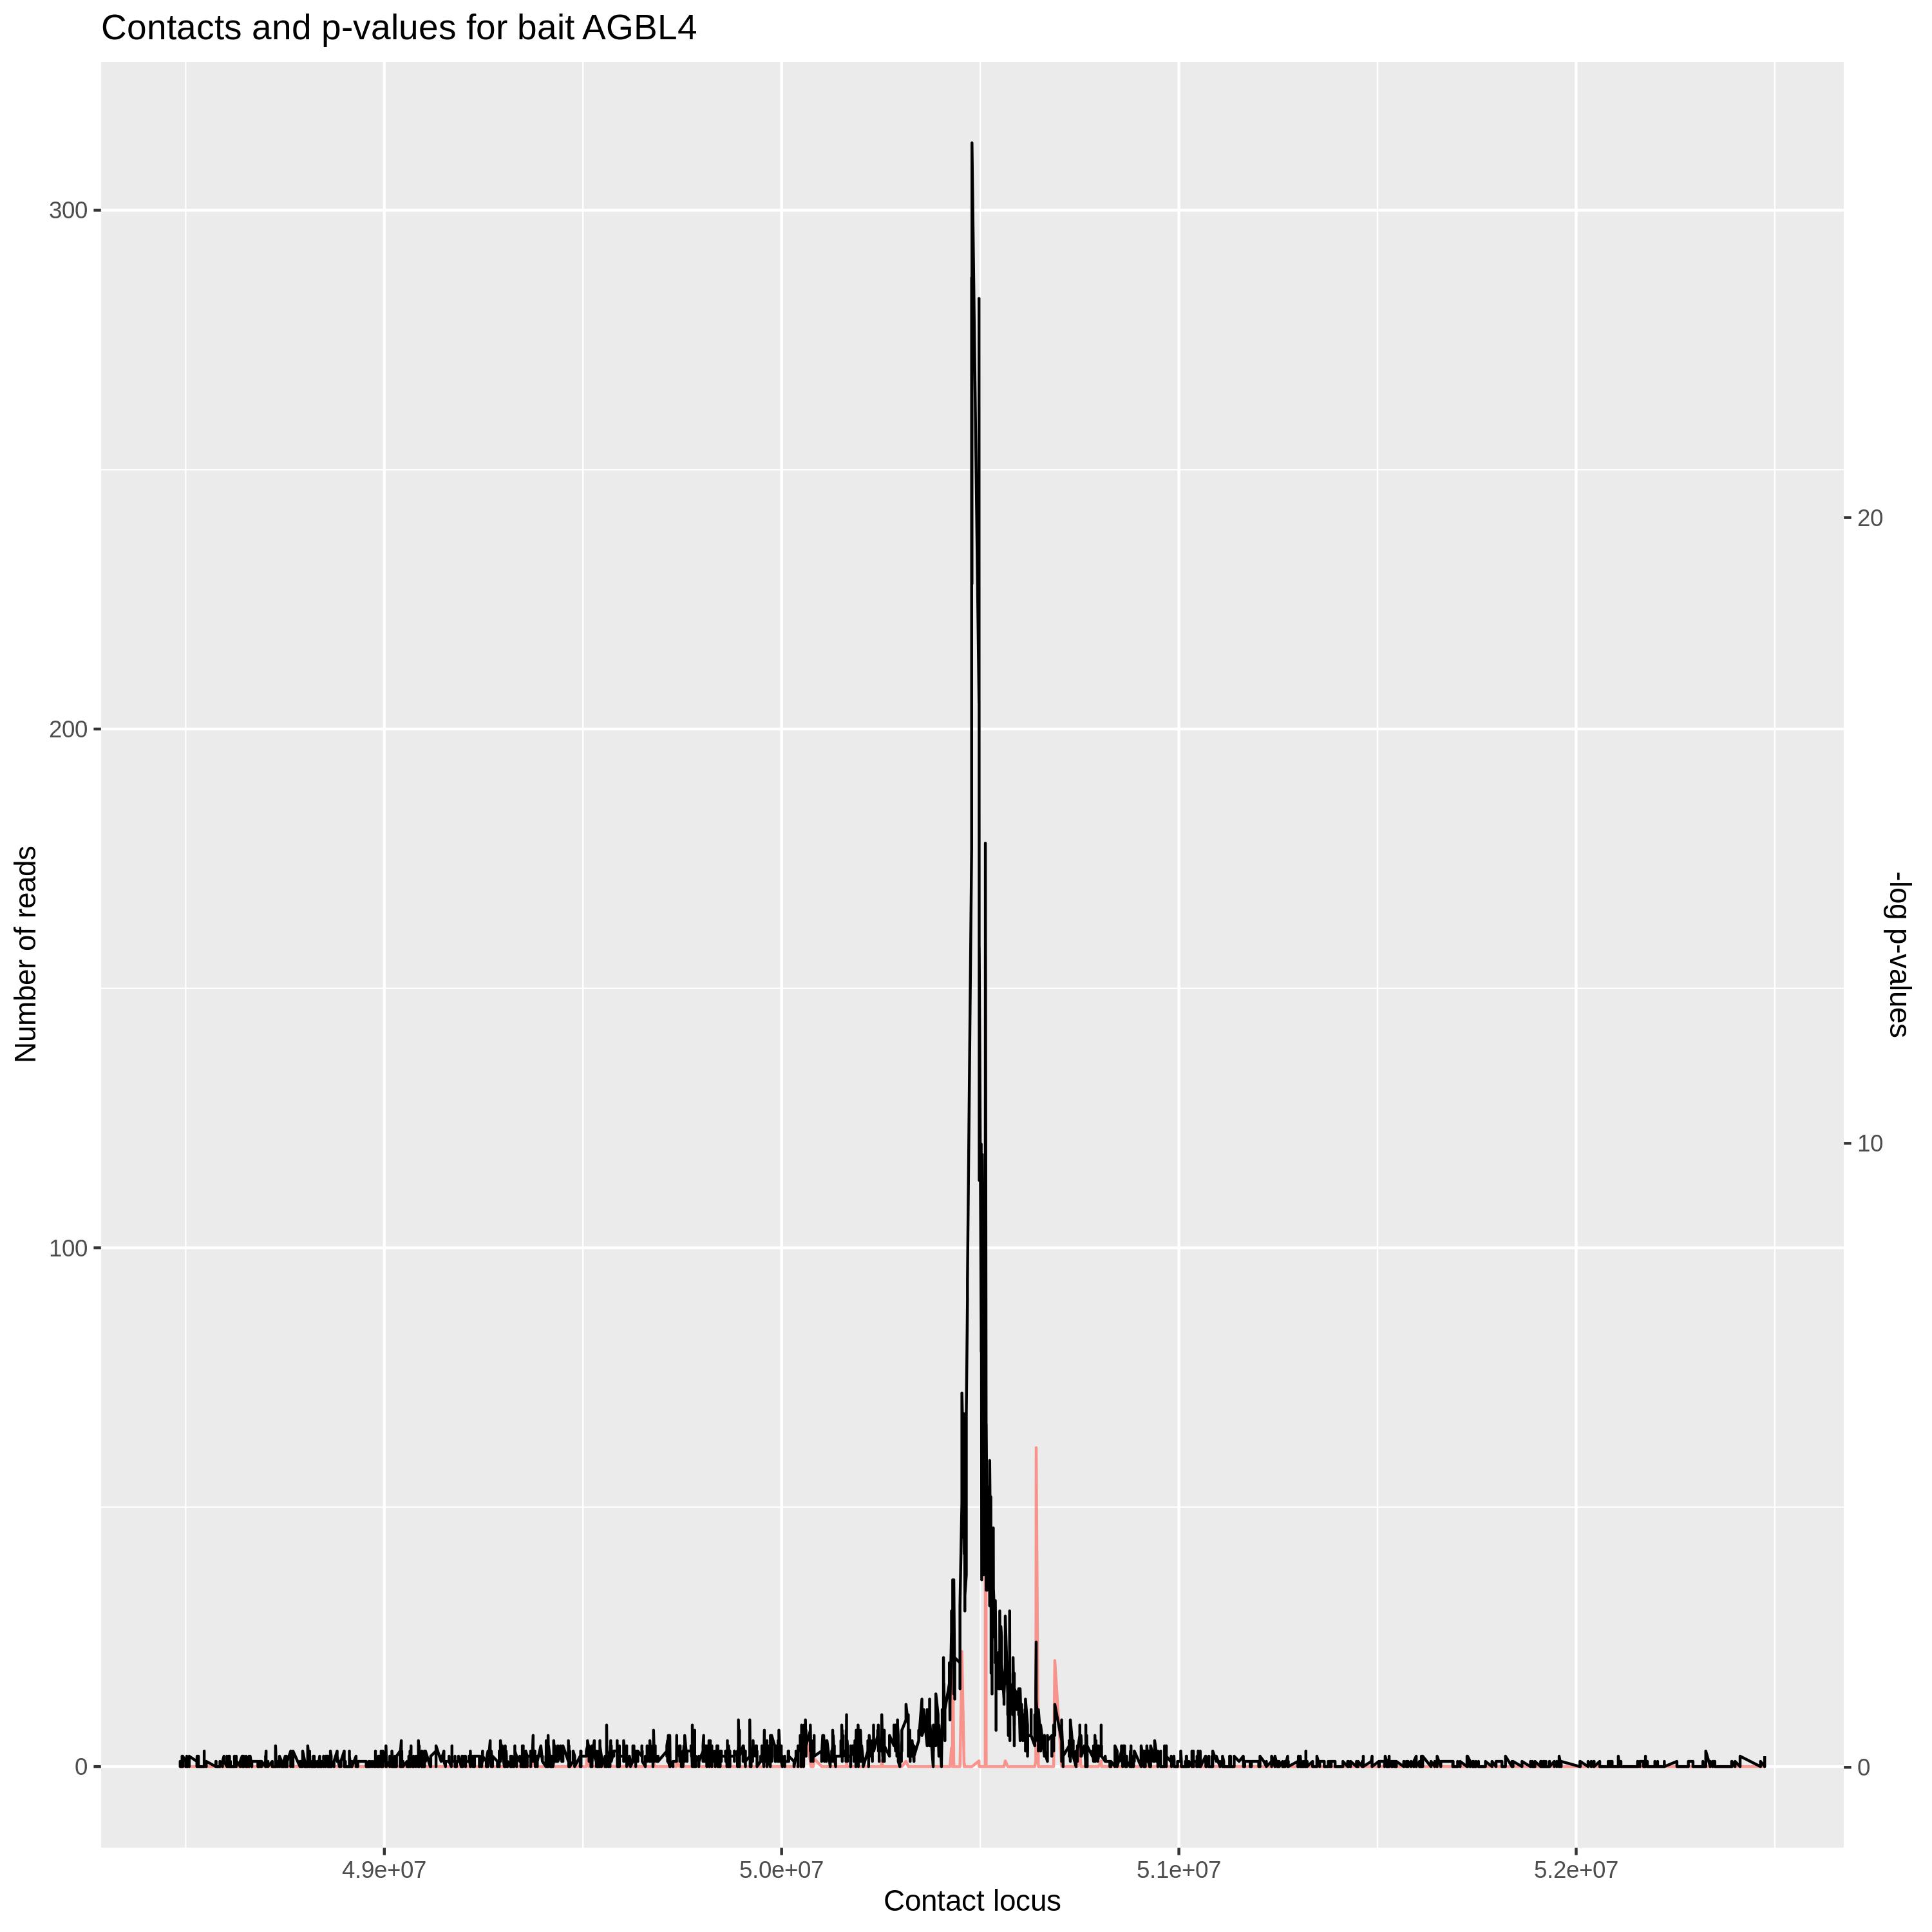 Contacts and p-values for bait AGBL4
300
200
100
0
Number of reads
20
10
0
-log p-values
4.9e+07
5.0e+07
5.1e+07
5.2e+07
Contact locus